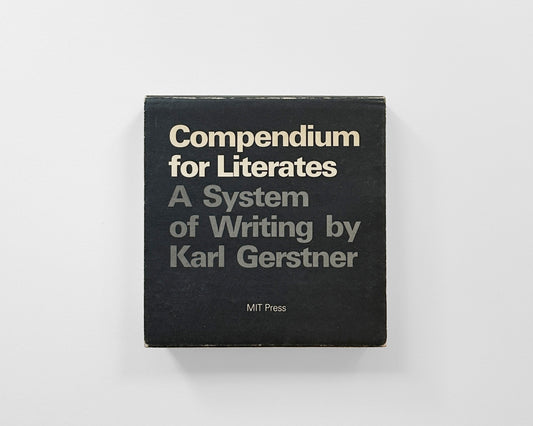 Compendium
for Literates
A System
of Writing by
Karl Gerstner
MIT Press